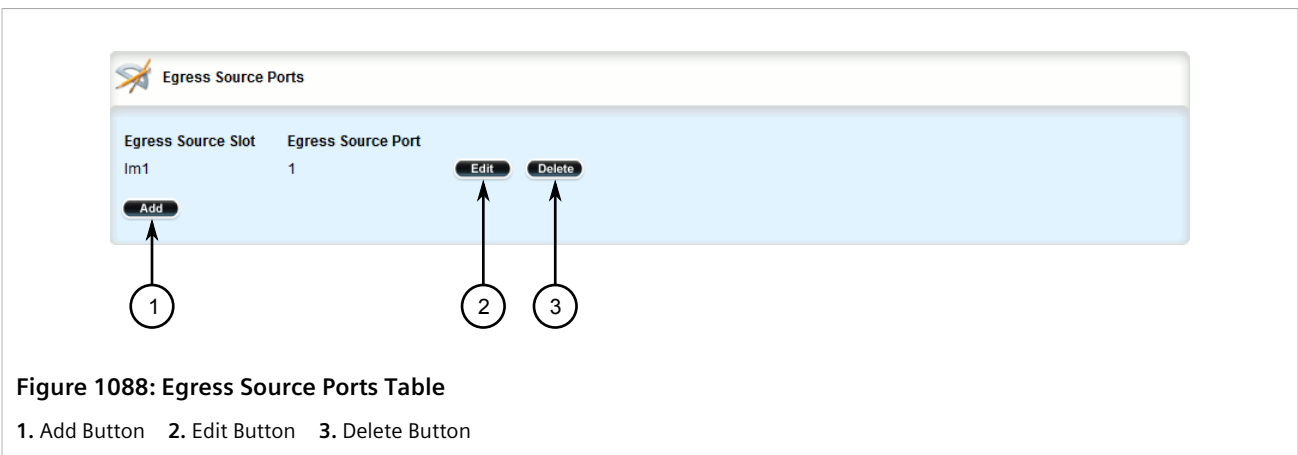 Egress Source Ports
Egress Source Slot Egress Source Port
lm1 1 Edit Delete
Add
1 2 3
Figure 1088: Egress Source Ports Table
1. Add Button 2. Edit Button 3. Delete Button